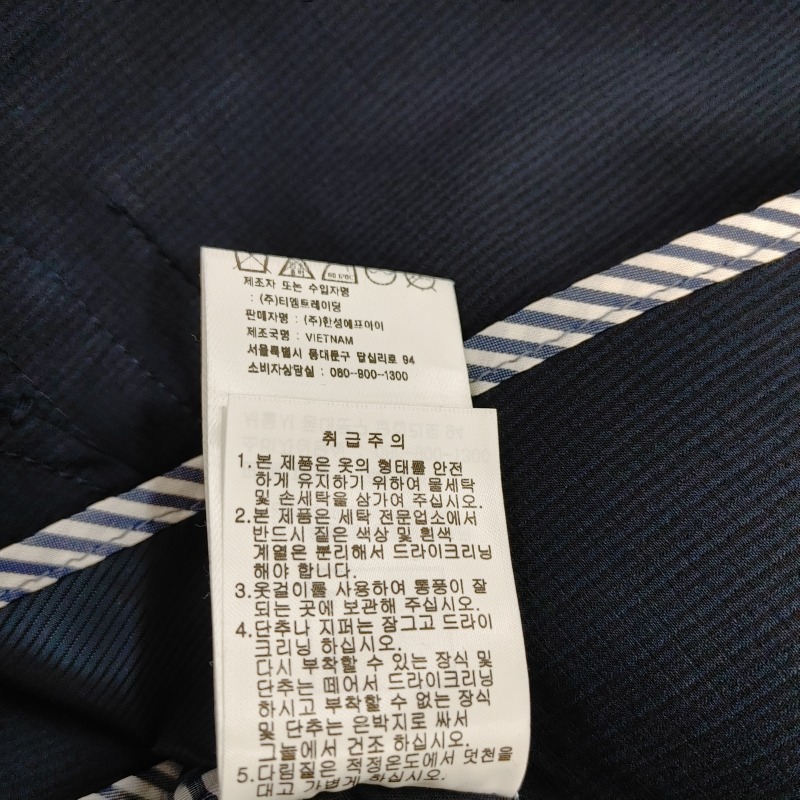 제조자 또는 수입자명
: (주)티엠트레이딩
판매자명 : (주)한성에프아이
제조국명 : VIETNAM
서울특별시 동대문구 답십리로 94
소비자상담실 : 080-900-1300
취급주의
1.본 제품은 옷의 형태를 안전
하게 유지하기 위하여 물세탁
및 손세탁을 삼가여 주십시오.
2.본 제품은 세탁 전문업소에서
반드시 짙은 색상 및 흰색
계열은 분리해서 드라이크리닝
해야 합니다.
3.옷걸이를 사용하여 통풍이 잘
되는 곳에 보관해 주십시오.
4.단추나 지퍼는 잠그고 드라이
크리닝 하십시오.
다시 부착할 수 있는 장식 및
단추는 떼어서 드라이크리닝
하시고 부착할 수 없는 장식
및 단추는 은박지로 싸서
그늘에서 건조 하십시오.
5.다림질은 적정온도에서 덧천을
대고 가볍게 하십시오.